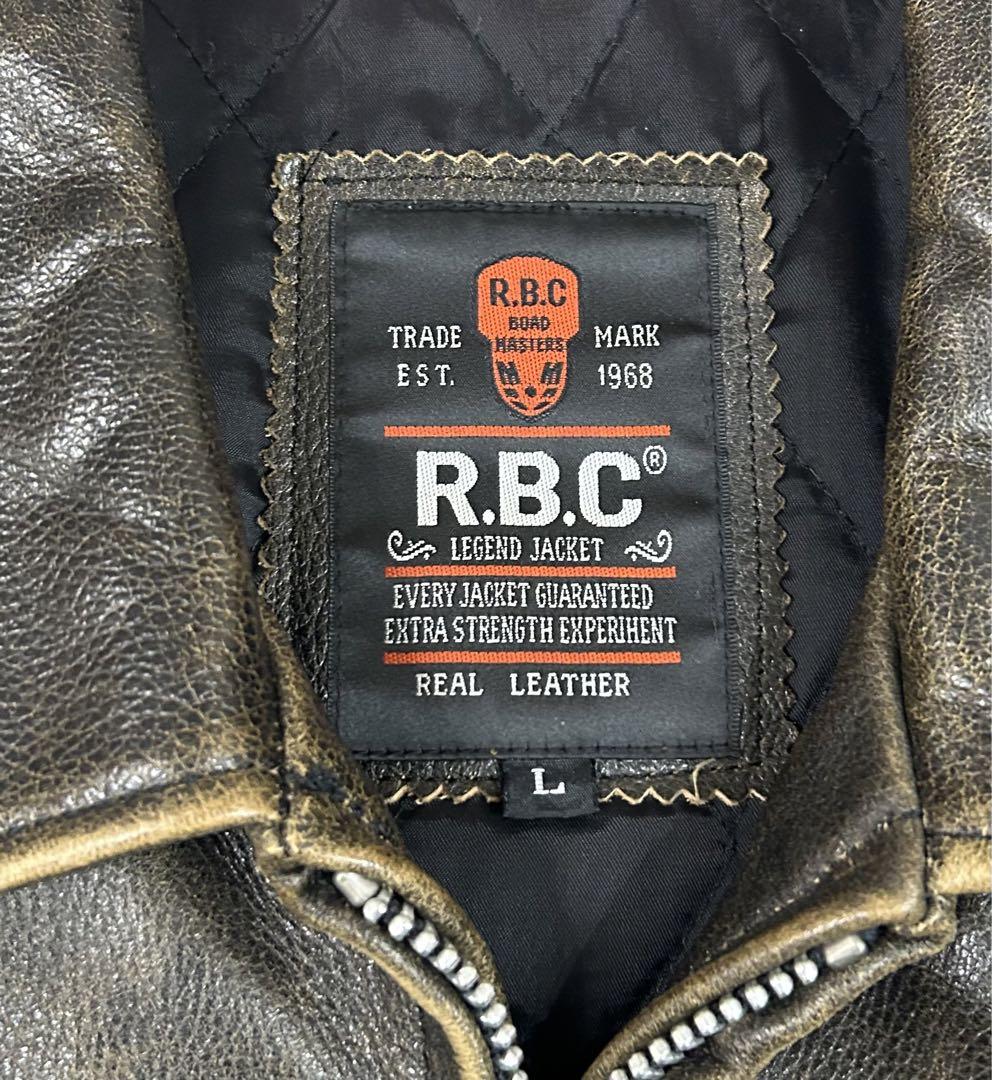 R.B.C
ROAD
MASTERS
TRADE MARK
EST. 1968
R.B.C®
LEGEND JACKET
EVERY JACKET GUARANTEED
EXTRA STRENGTH EXPERIHENT
REAL LEATHER
L